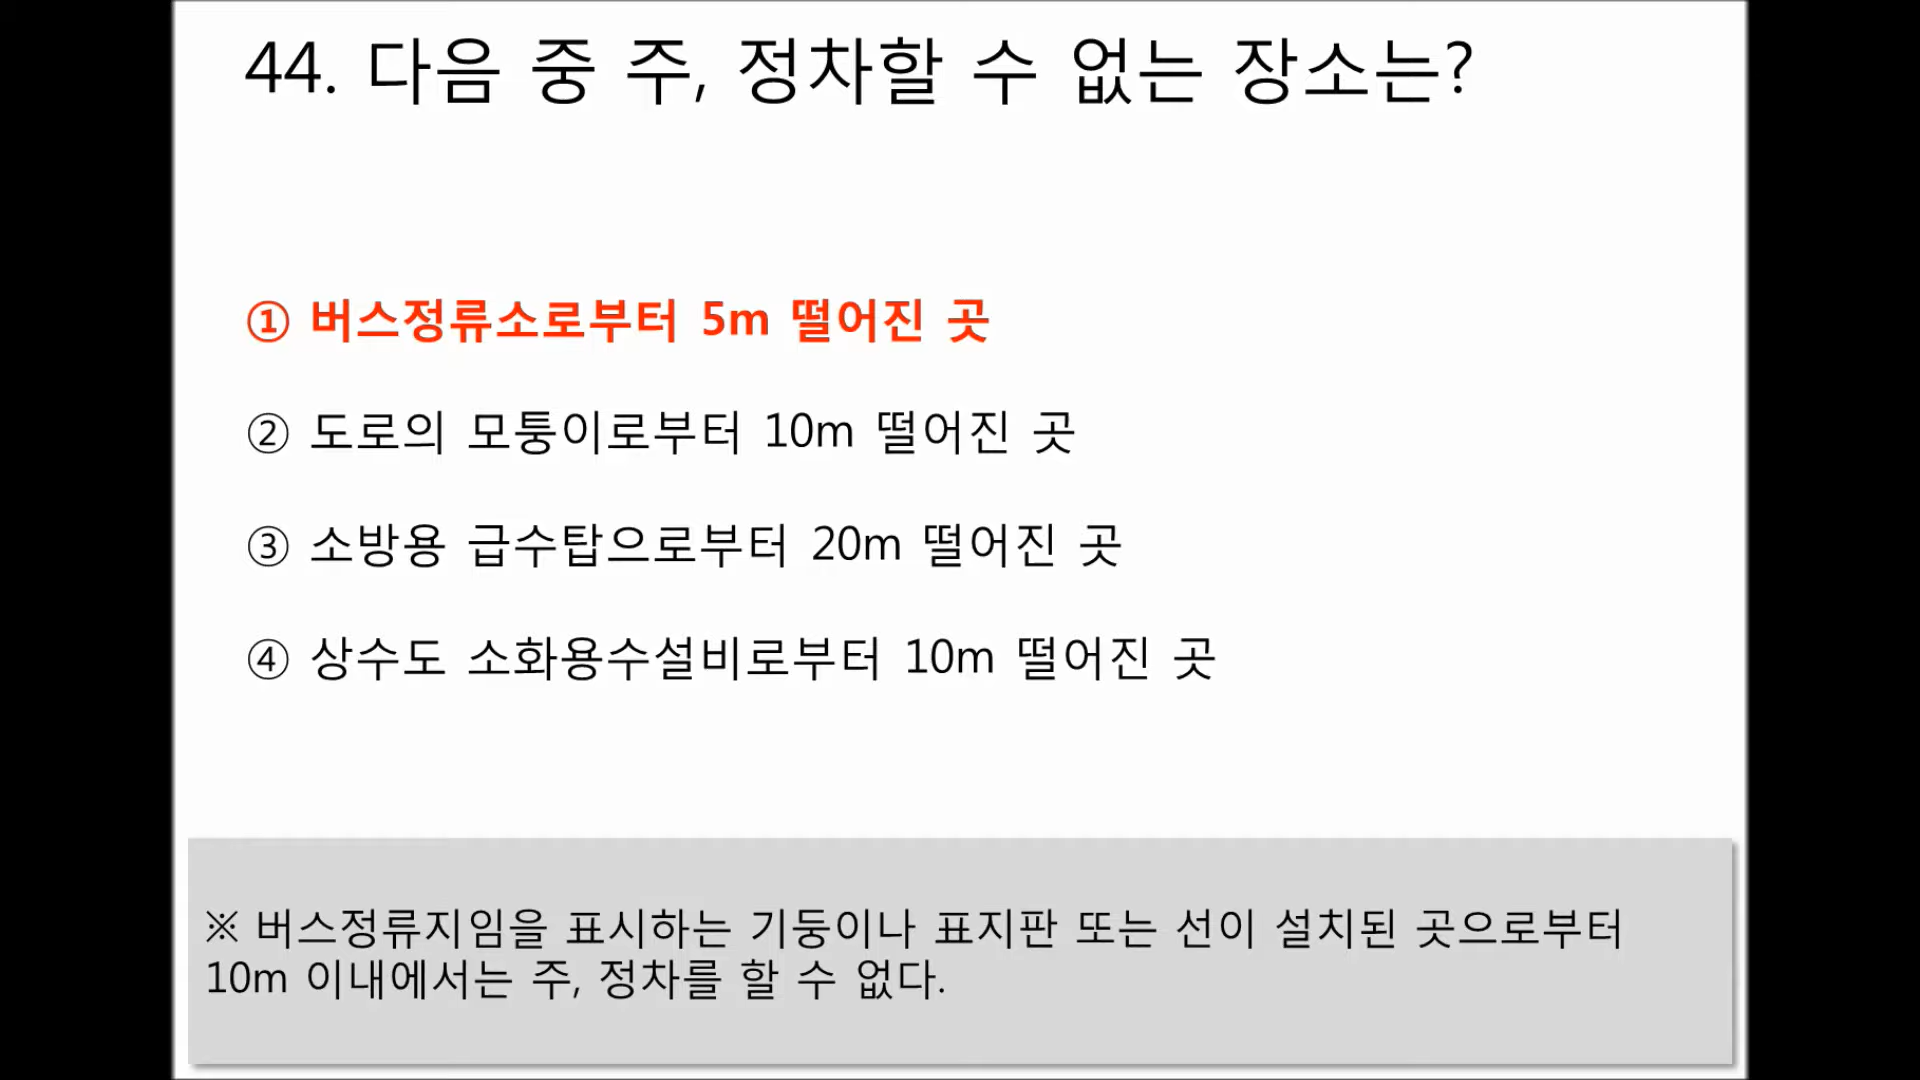 44. 다음 중 주, 정차할 수 없는 장소는?
① 버스정류소로부터 5m 떨어진 곳
② 도로의 모퉁이로부터 10m 떨어진 곳
③ 소방용 급수탑으로부터 20m 떨어진 곳
④ 상수도 소화용수설비로부터 10m 떨어진 곳
※ 버스정류지임을 표시하는 기둥이나 표지판 또는 선이 설치된 곳으로부터
10m 이내에서는 주, 정차를 할 수 없다.